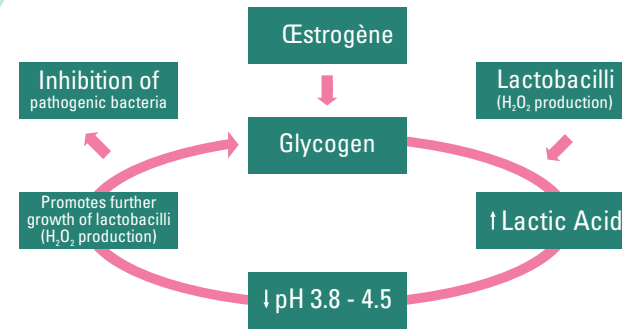 Œstrogène
Inhibition of
pathogenic bacteria
Lactobacilli
(H₂O₂ production)
Glycogen
Promotes further
growth of lactobacilli
(H₂O₂ production)
↑ Lactic Acid
↓ pH 3.8 - 4.5